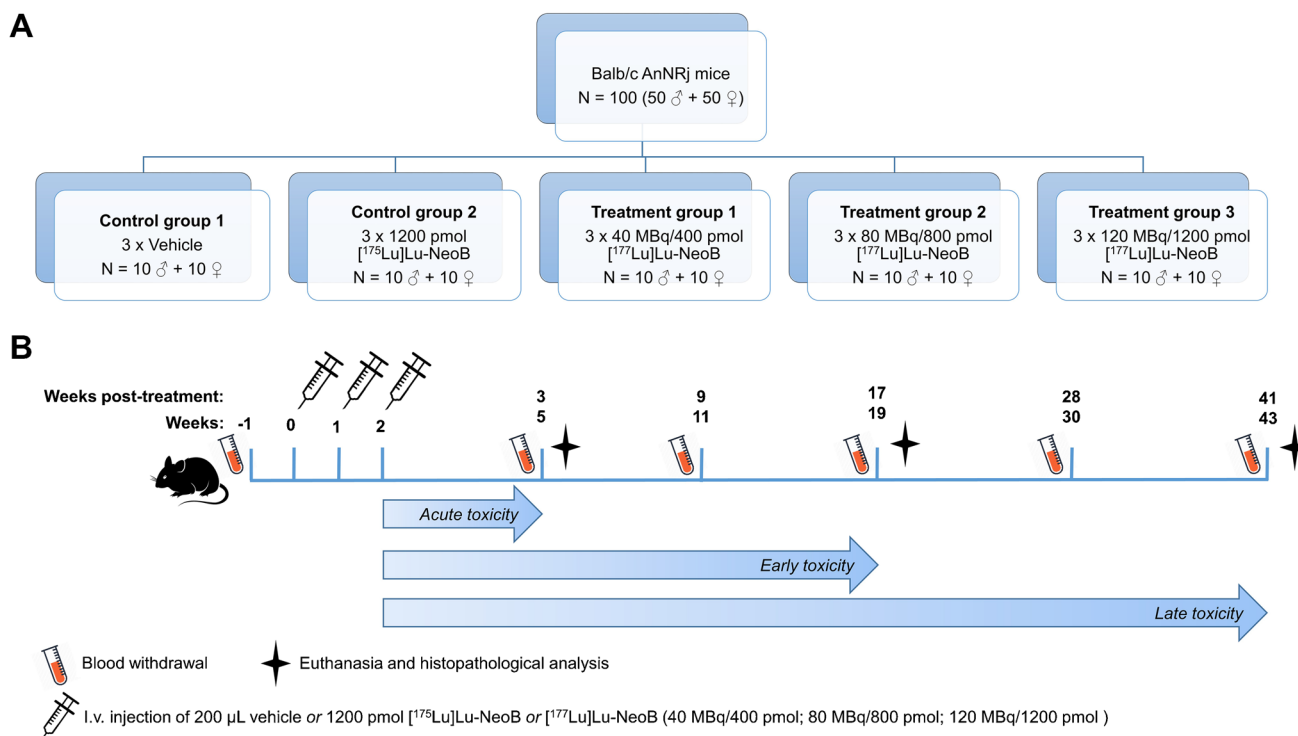 A
Balb/c AnNRj mice
N = 100 (50 ♂ + 50 ♀)
Control group 1
3 x Vehicle
N = 10 ♂ + 10 ♀
Control group 2
3 x 1200 pmol
[¹⁷⁵Lu]Lu-NeoB
N = 10 ♂ + 10 ♀
Treatment group 1
3 x 40 MBq/400 pmol
[¹⁷⁷Lu]Lu-NeoB
N = 10 ♂ + 10 ♀
Treatment group 2
3 x 80 MBq/800 pmol
[¹⁷⁷Lu]Lu-NeoB
N = 10 ♂ + 10 ♀
Treatment group 3
3 x 120 MBq/1200 pmol
[¹⁷⁷Lu]Lu-NeoB
N = 10 ♂ + 10 ♀
B
Weeks post-treatment: 3 9 17 28 41
Weeks: -1 0 1 2 5 11 19 30 43
Acute toxicity
Early toxicity
Late toxicity
Blood withdrawal
Euthanasia and histopathological analysis
I.v. injection of 200 µL vehicle or 1200 pmol [¹⁷⁵Lu]Lu-NeoB or [¹⁷⁷Lu]Lu-NeoB (40 MBq/400 pmol; 80 MBq/800 pmol; 120 MBq/1200 pmol )